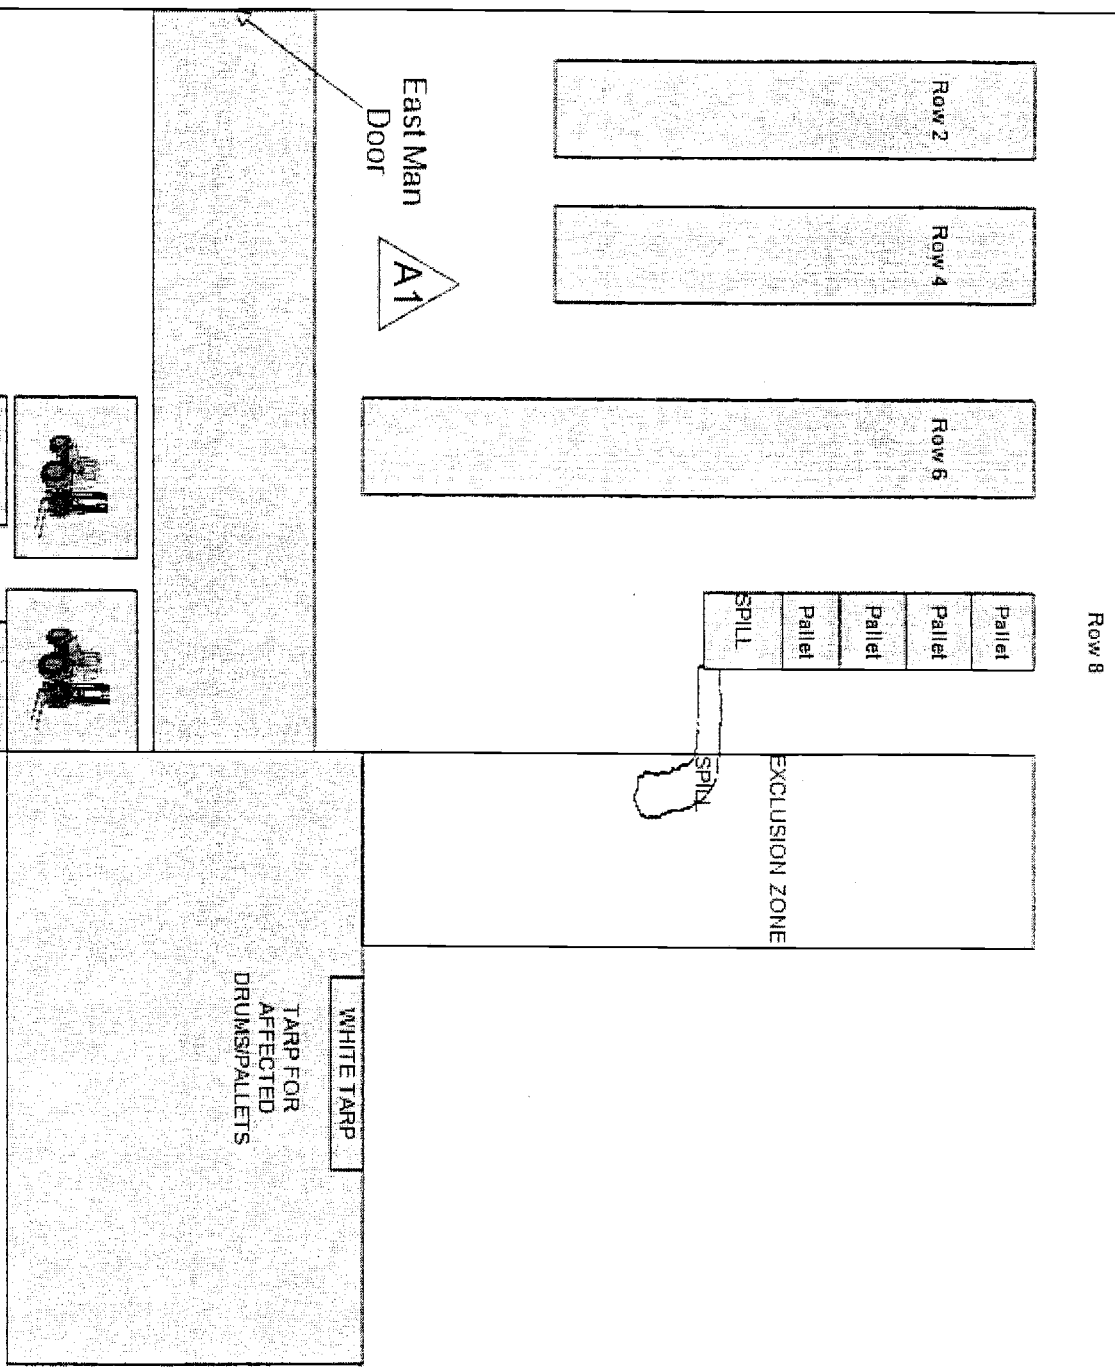 Row 2
Row 4
Row 6
Row 8
Pallet
Pallet
Pallet
Pallet
SPILL
SPILL
EXCLUSION ZONE
East Man
Door
A1
WHITE TARP
TARP FOR
AFFECTED
DRUMS/PALLETS